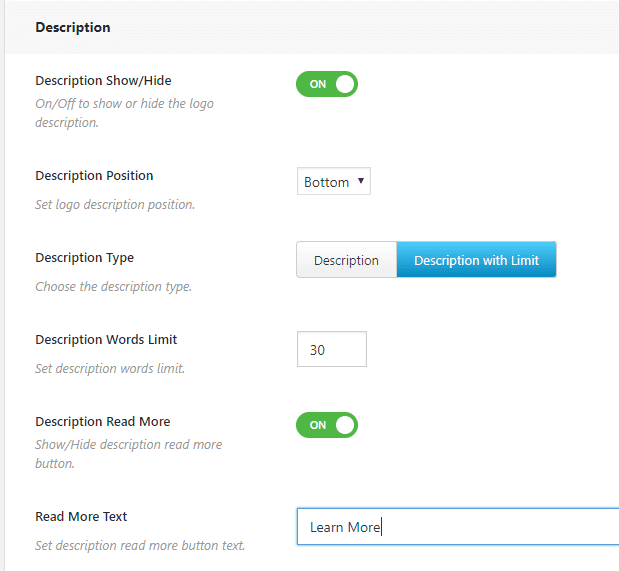 Description
Description Show/Hide
ON
On/Off to show or hide the logo
description.
Description Position
Bottom
Set logo description position.
Description Type
Description
Description with Limit
Choose the description type.
Description Words Limit
30
Set description words limit.
Description Read More
ON
Show/Hide description read more
button.
Read More Text
Learn More
Set description read more button text.